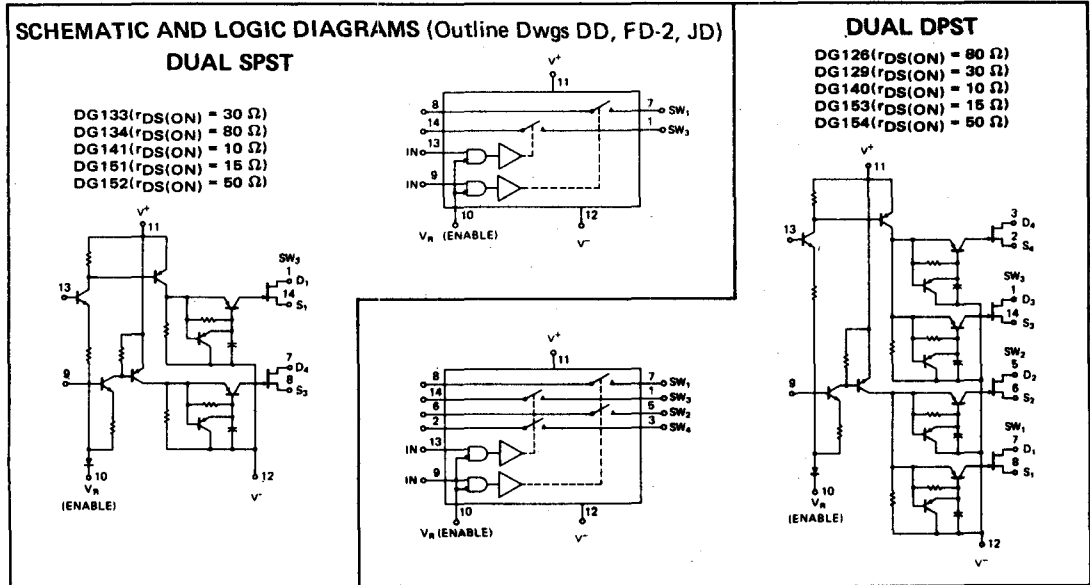 SCHEMATIC AND LOGIC DIAGRAMS (Outline Dwgs DD, FD-2, JD)
DUAL SPST
DG133(rDS(ON) = 30 Ω)
DG134(rDS(ON) = 80 Ω)
DG141(rDS(ON) = 10 Ω)
DG151(rDS(ON) = 15 Ω)
DG152(rDS(ON) = 50 Ω)
V+
11
13
SW3
1
D1
14
S1
9
7
D4
8
S3
10
VR
(ENABLE)
12
V-
V+
11
8
7 SW1
14
1 SW3
IN 13
IN 9
10
VR (ENABLE)
12
V-
V+
11
8
7 SW1
14
1 SW3
6
5 SW2
2
3 SW4
IN 13
IN 9
10
VR (ENABLE)
12
V-
DUAL DPST
DG126(rDS(ON) = 80 Ω)
DG129(rDS(ON) = 30 Ω)
DG140(rDS(ON) = 10 Ω)
DG153(rDS(ON) = 15 Ω)
DG154(rDS(ON) = 50 Ω)
V+
11
13
3
D4
2
S4
SW3
1
D3
14
S3
SW2
5
D2
9
6
S2
SW1
7
D1
8
S1
10
VR
(ENABLE)
12
V-